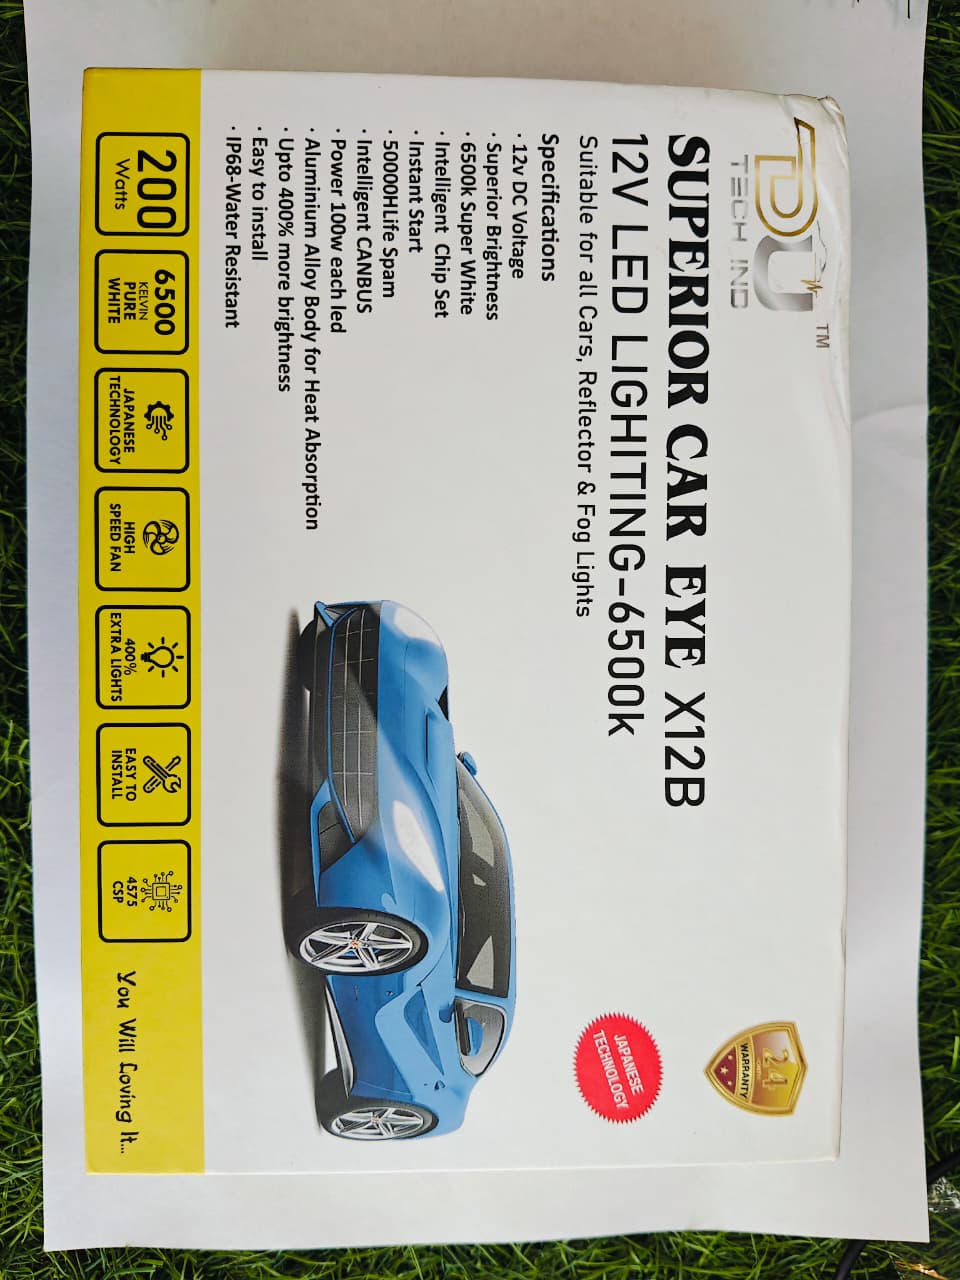 DU
TM
TECH IND
SUPERIOR CAR EYE X12B
12V LED LIGHITING-6500k
Suitable for all Cars, Reflector & Fog Lights
24
WARRANTY
JAPANESE
TECHNOLOGY
Specifications
· 12v DC Voltage
· Superior Brightness
· 6500k Super White
· Intelligent Chip Set
· Instant Start
· 50000HLife Spam
· Intelligent CANBUS
· Power 100w each led
· Aluminium Alloy Body for Heat Absorption
· Upto 400% more brightness
· Easy to install
· IP68-Water Resistant
200
Watts
6500
KELVIN
PURE
WHITE
JAPANESE
TECHNOLOGY
HIGH
SPEED FAN
400%
EXTRA LIGHTS
EASY TO
INSTALL
4575
CSP
You Will Loving It...